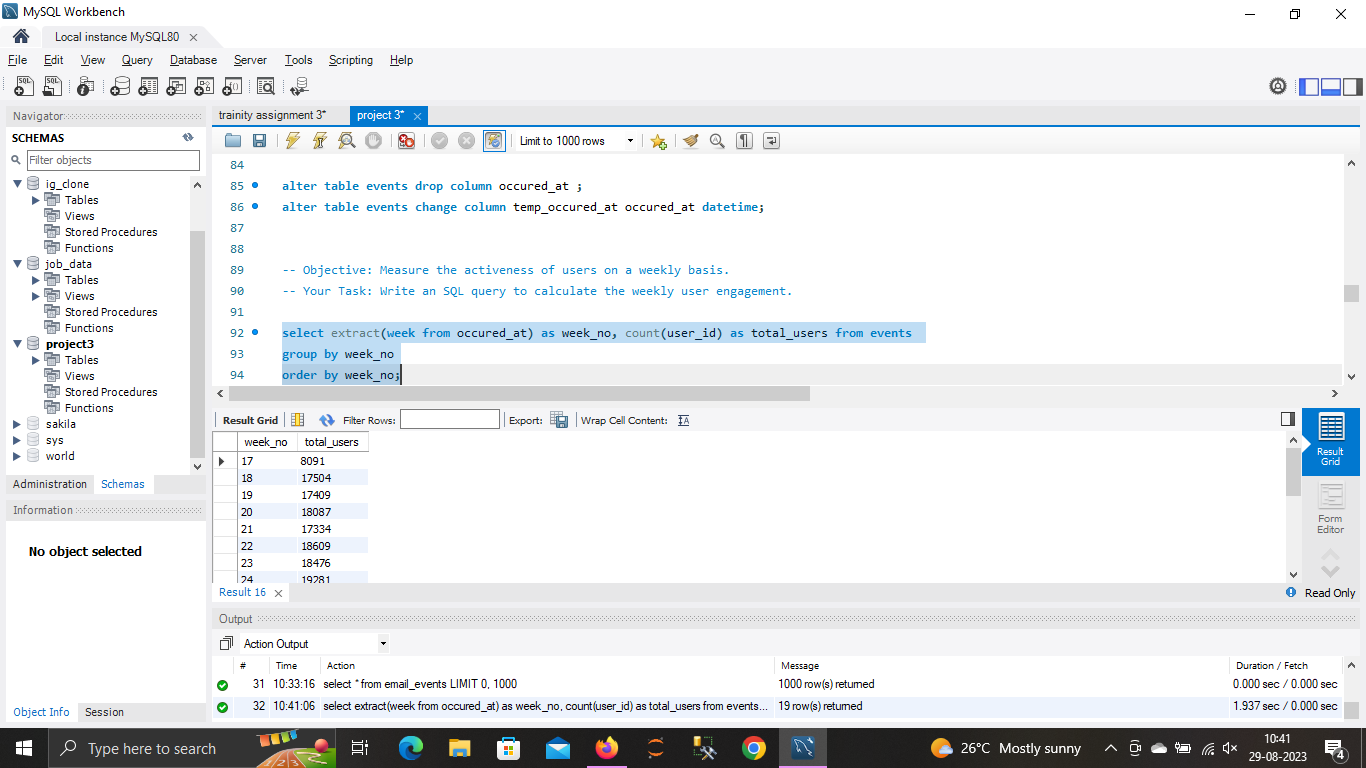 MySQL Workbench
Local instance MySQL80
File Edit View Query Database Server Tools Scripting Help
Navigator
SCHEMAS
Filter objects
ig_clone
Tables
Views
Stored Procedures
Functions
job_data
Tables
Views
Stored Procedures
Functions
project3
Tables
Views
Stored Procedures
Functions
sakila
sys
world
Administration Schemas
Information
No object selected
Object Info Session
trainity assignment 3* project 3*
Limit to 1000 rows
84
85 alter table events drop column occured_at ;
86 alter table events change column temp_occured_at occured_at datetime;
87
88
89 -- Objective: Measure the activeness of users on a weekly basis.
90 -- Your Task: Write an SQL query to calculate the weekly user engagement.
91
92 select extract(week from occured_at) as week_no, count(user_id) as total_users from events
93 group by week_no
94 order by week_no;
Result Grid Filter Rows: Export: Wrap Cell Content:
week_no total_users
17 8091
18 17504
19 17409
20 18087
21 17334
22 18609
23 18476
24 19281
Result Grid
Form Editor
Result 16
Read Only
Output
Action Output
# Time Action Message Duration / Fetch
31 10:33:16 select * from email_events LIMIT 0, 1000 1000 row(s) returned 0.000 sec / 0.000 sec
32 10:41:06 select extract(week from occured_at) as week_no, count(user_id) as total_users from events... 19 row(s) returned 1.937 sec / 0.000 sec
Type here to search
26°C Mostly sunny
10:41
29-08-2023
4